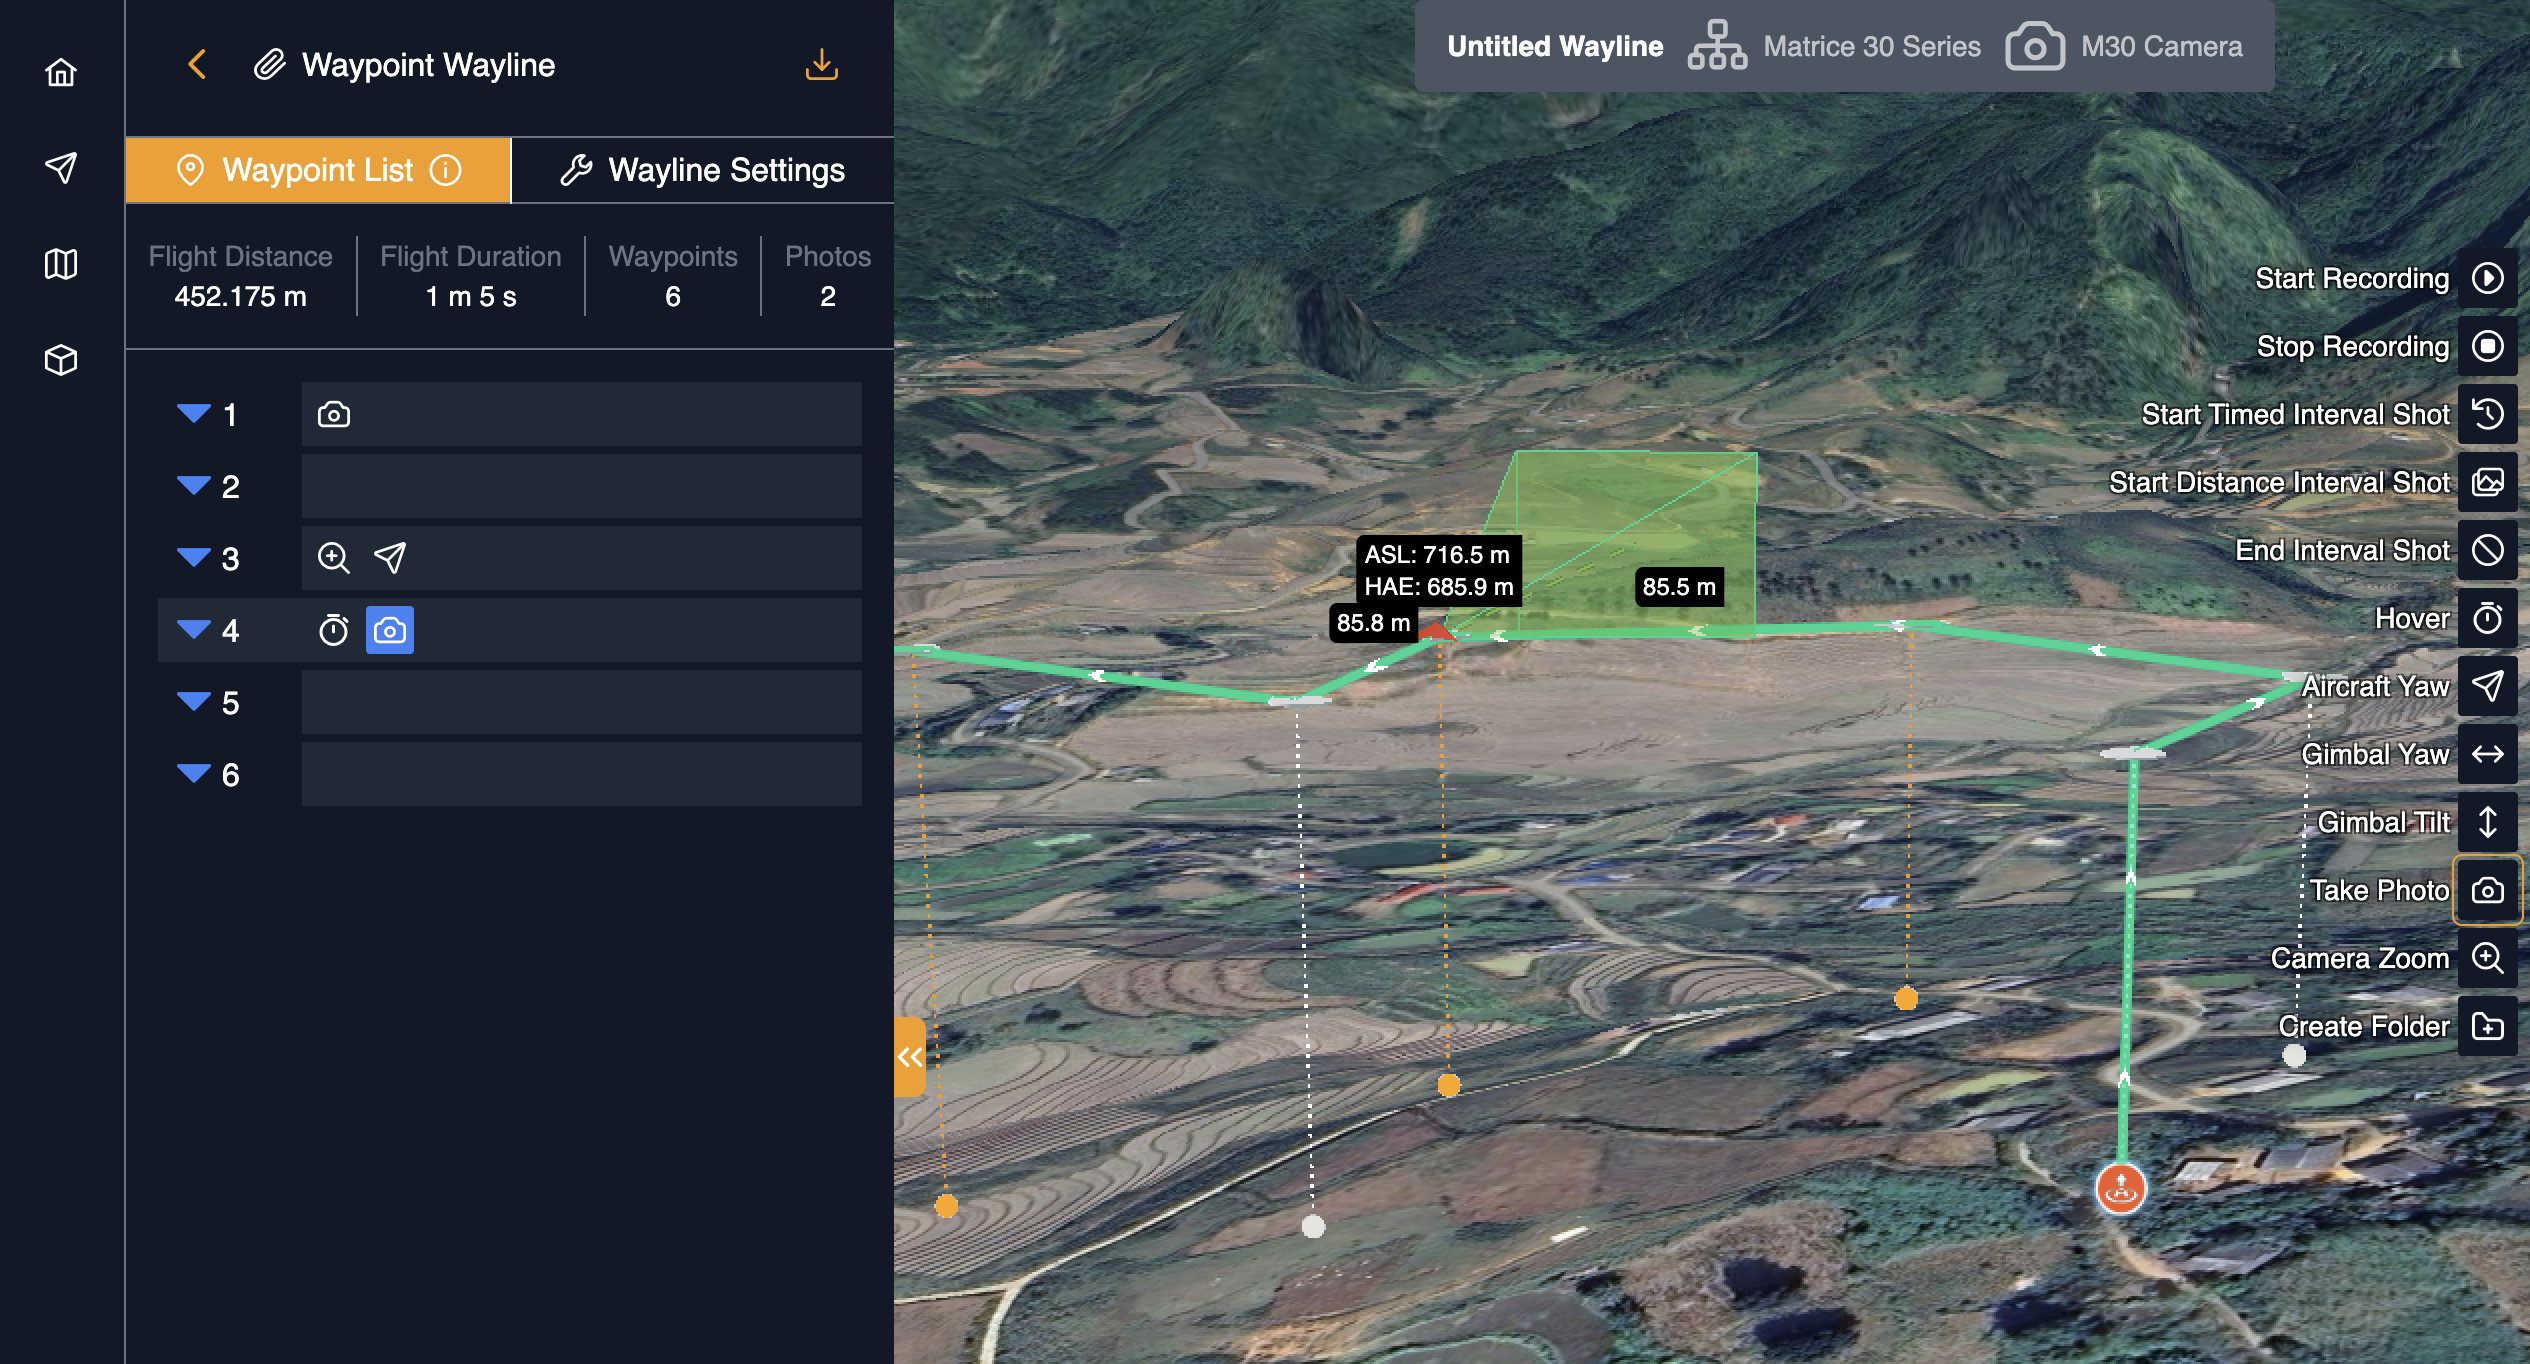 Waypoint Wayline
Waypoint List
Wayline Settings
Flight Distance
452.175 m
Flight Duration
1 m 5 s
Waypoints
6
Photos
2
1
2
3
4
5
6
Untitled Wayline
Matrice 30 Series
M30 Camera
ASL: 716.5 m
HAE: 685.9 m
85.8 m
85.5 m
Start Recording
Stop Recording
Start Timed Interval Shot
Start Distance Interval Shot
End Interval Shot
Hover
Aircraft Yaw
Gimbal Yaw
Gimbal Tilt
Take Photo
Camera Zoom
Create Folder